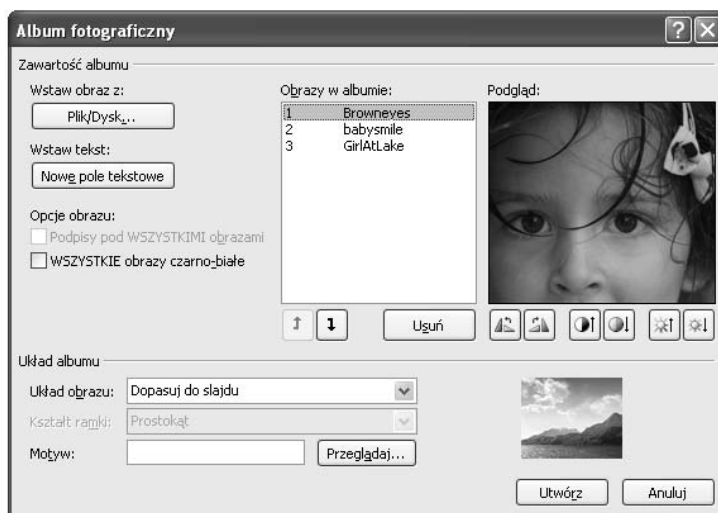 Album fotograficzny
Zawartość albumu
Wstaw obraz z:
Plik/Dysk...
Wstaw tekst:
Nowe pole tekstowe
Opcje obrazu:
Podpisy pod WSZYSTKIMI obrazami
WSZYSTKIE obrazy czarno-białe
Obrazy w albumie:
1 Browneyes
2 babysmile
3 GirlAtLake
Usuń
Podgląd:
Układ albumu
Układ obrazu: Dopasuj do slajdu
Kształt ramki: Prostokąt
Motyw: Przeglądaj...
Utwórz Anuluj